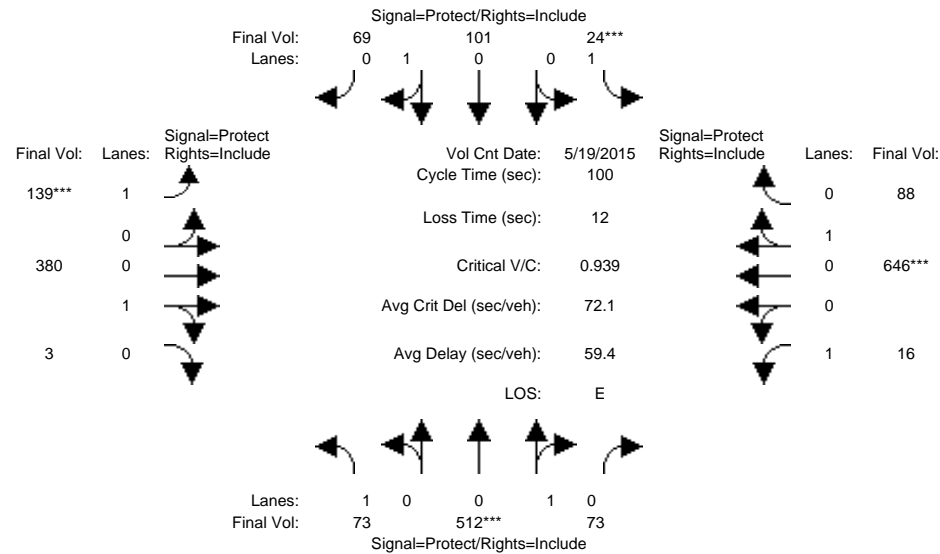 Signal=Protect/Rights=Include
Final Vol: 69 101 24***
Lanes: 0 1 0 0 1
Signal=Protect Signal=Protect
Final Vol: Lanes: Rights=Include Vol Cnt Date: 5/19/2015 Rights=Include Lanes: Final Vol:
Cycle Time (sec): 100
139*** 1 0 88
Loss Time (sec): 12
0 1
380 0 Critical V/C: 0.939 0 646***
1 Avg Crit Del (sec/veh): 72.1 0
3 0 Avg Delay (sec/veh): 59.4 1 16
LOS: E
Lanes: 1 0 0 1 0
Final Vol: 73 512*** 73
Signal=Protect/Rights=Include